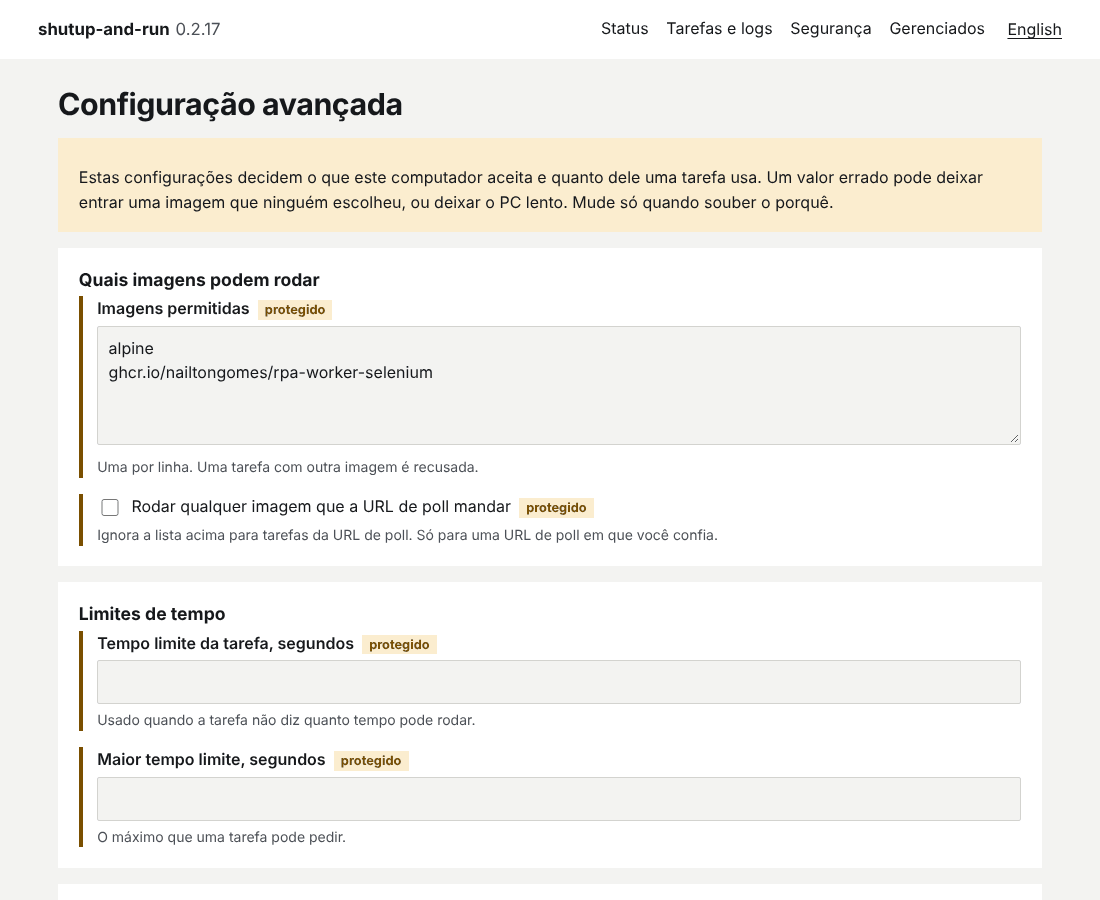 shutup-and-run 0.2.17
Status Tarefas e logs Segurança Gerenciados English
Configuração avançada
Estas configurações decidem o que este computador aceita e quanto dele uma tarefa usa. Um valor errado pode deixar
entrar uma imagem que ninguém escolheu, ou deixar o PC lento. Mude só quando souber o porquê.
Quais imagens podem rodar
Imagens permitidas protegido
alpine
ghcr.io/nailtongomes/rpa-worker-selenium
Uma por linha. Uma tarefa com outra imagem é recusada.
Rodar qualquer imagem que a URL de poll mandar protegido
Ignora a lista acima para tarefas da URL de poll. Só para uma URL de poll em que você confia.
Limites de tempo
Tempo limite da tarefa, segundos protegido
Usado quando a tarefa não diz quanto tempo pode rodar.
Maior tempo limite, segundos protegido
O máximo que uma tarefa pode pedir.